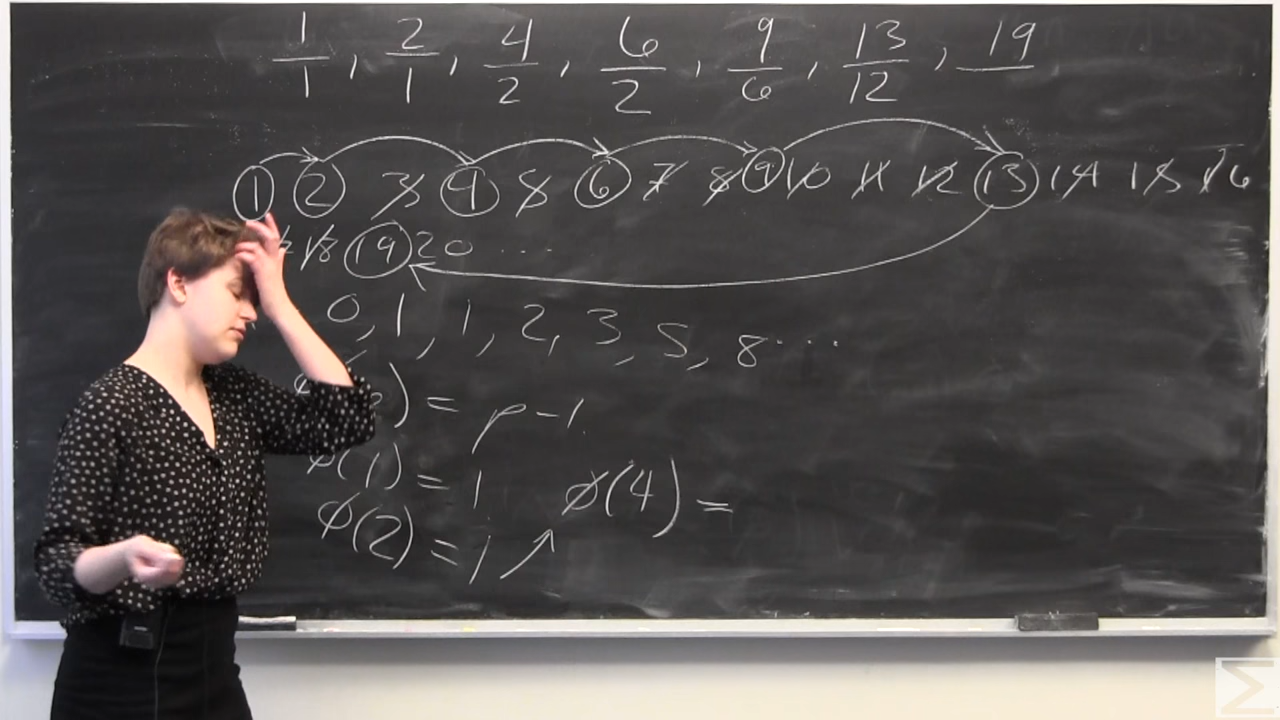 1/1, 2/1, 4/2, 6/2, 9/6, 13/12, 19/
1 2 3 4 5 6 7 8 9 10 11 12 13 14 15 16
18 19 20 ...
0, 1, 1, 2, 3, 5, 8...
) = p-1
φ(1) = 1
φ(2) = 1 φ(4) =
Σ